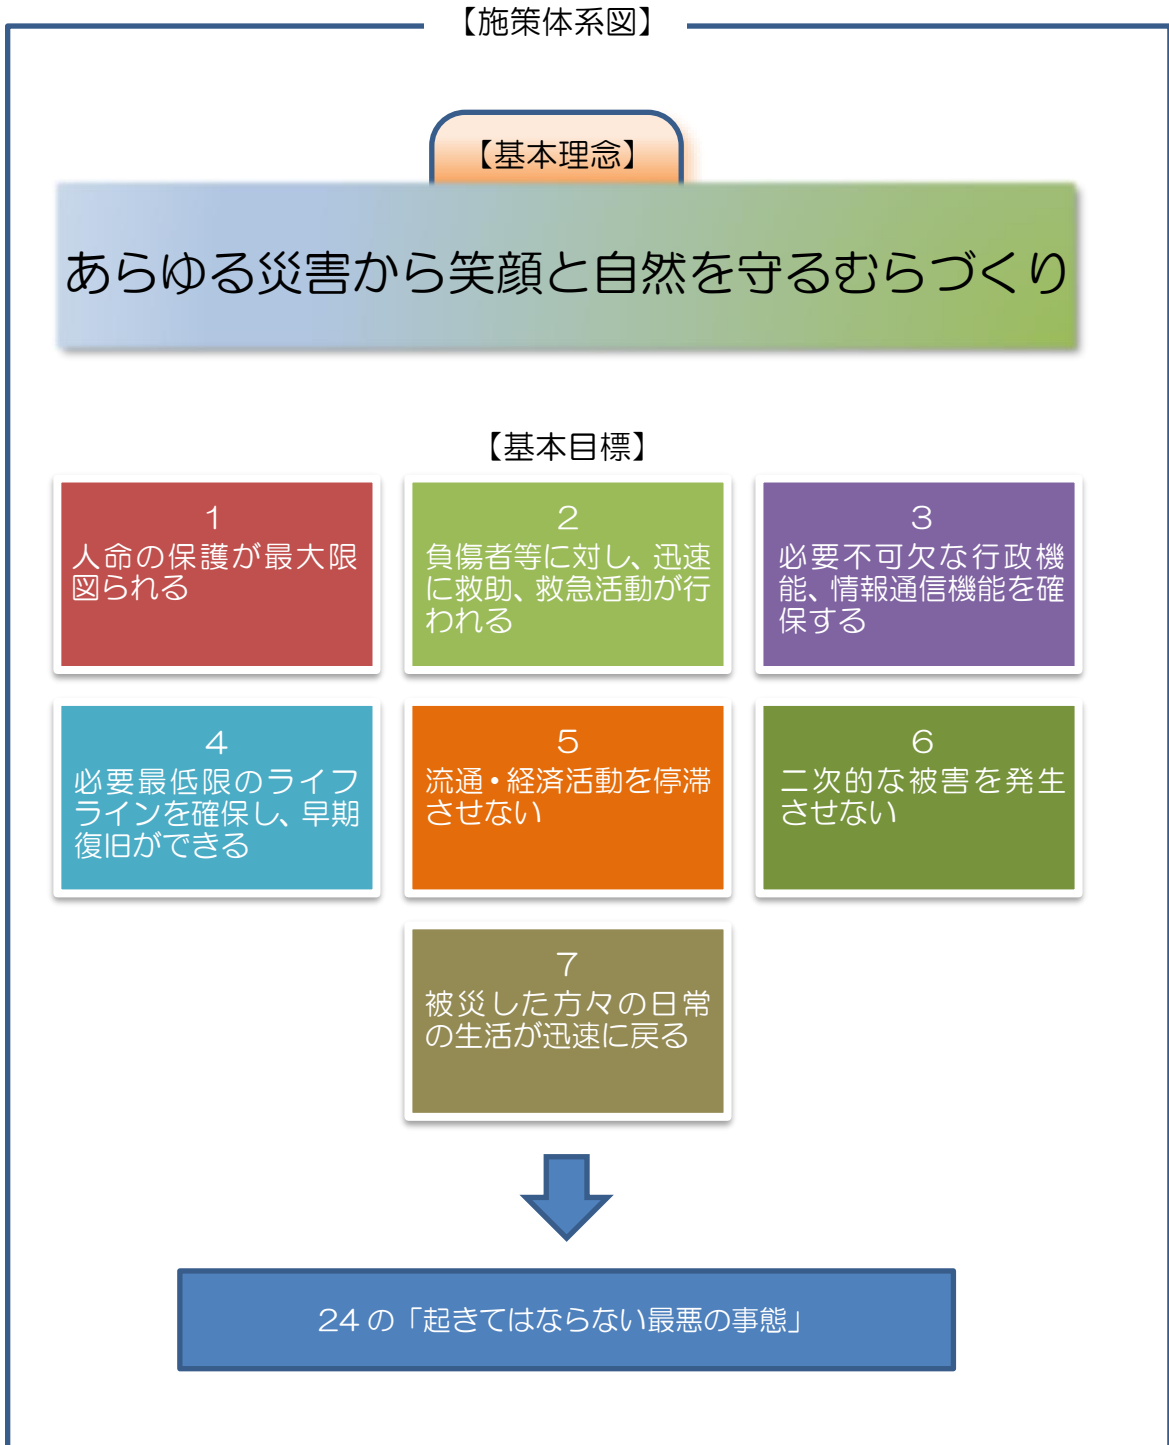 【施策体系図】
【基本理念】
あらゆる災害から笑顔と自然を守るむらづくり
【基本目標】
1
人命の保護が最大限
図られる
2
負傷者等に対し、迅速
に救助、救急活動が行
われる
3
必要不可欠な行政機
能、情報通信機能を確
保する
4
必要最低限のライフ
ラインを確保し、早期
復旧ができる
5
流通・経済活動を停滞
させない
6
二次的な被害を発生
させない
7
被災した方々の日常
の生活が迅速に戻る
24の「起きてはならない最悪の事態」